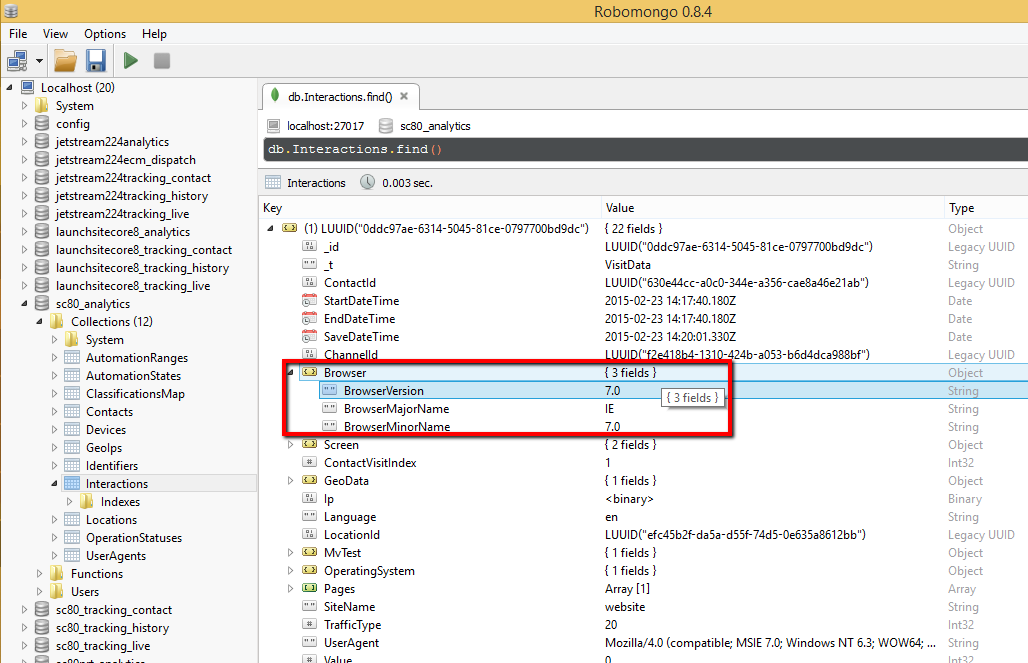 Robomongo 0.8.4
File View Options Help
Localhost (20)
System
config
jetstream224analytics
jetstream224ecm_dispatch
jetstream224tracking_contact
jetstream224tracking_history
jetstream224tracking_live
launchsitecore8_analytics
launchsitecore8_tracking_contact
launchsitecore8_tracking_history
launchsitecore8_tracking_live
sc80_analytics
Collections (12)
System
AutomationRanges
AutomationStates
ClassificationsMap
Contacts
Devices
GeoIps
Identifiers
Interactions
Indexes
Locations
OperationStatuses
UserAgents
Functions
Users
sc80_tracking_contact
sc80_tracking_history
sc80_tracking_live
db.Interactions.find()
localhost:27017 sc80_analytics
db.Interactions.find()
Interactions 0.003 sec.
Key Value Type
(1) LUUID("0ddc97ae-6314-5045-81ce-0797700bd9dc") { 22 fields } Object
_id LUUID("0ddc97ae-6314-5045-81ce-0797700bd9dc") Legacy UUID
_t VisitData String
ContactId LUUID("630e44cc-a0c0-344e-a356-cae8a46e21ab") Legacy UUID
StartDateTime 2015-02-23 14:17:40.180Z Date
EndDateTime 2015-02-23 14:17:40.180Z Date
SaveDateTime 2015-02-23 14:20:01.330Z Date
ChannelId LUUID("f2e418b4-1310-424b-a053-b6d4dca988bf") Legacy UUID
Browser { 3 fields } Object
BrowserVersion 7.0 { 3 fields } String
BrowserMajorName IE String
BrowserMinorName 7.0 String
Screen { 2 fields } Object
ContactVisitIndex 1 Int32
GeoData { 1 fields } Object
Ip <binary> Binary
Language en String
LocationId LUUID("efc45b2f-da5a-d55f-74d5-0e635a8612bb") Legacy UUID
MvTest { 1 fields } Object
OperatingSystem { 1 fields } Object
Pages Array [1] Array
SiteName website String
TrafficType 20 Int32
UserAgent Mozilla/4.0 (compatible; MSIE 7.0; Windows NT 6.3; WOW64; ... String
Value 0 Int32